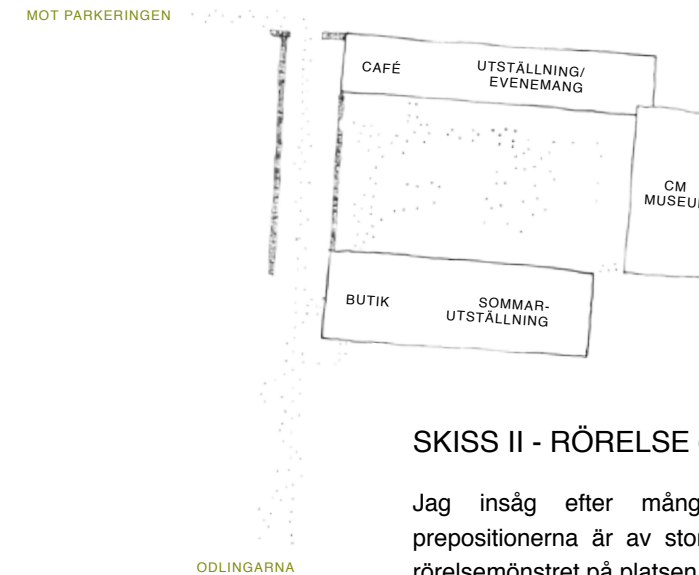 MOT PARKERINGEN
CAFÉ
UTSTÄLLNING/
EVENEMANG
CM
BUTIK
SOMMAR-
UTSTÄLLNING
SKISS II - RÖRELSE
Jag insåg efter
prepositionerna är av
rörelsemönstret på platsen
ODLINGARNA